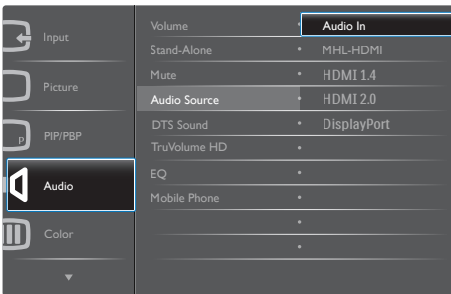 Input
Picture
PIP/PBP
P
Audio
Color
Volume
Stand-Alone
Mute
Audio Source
DTS Sound
TruVolume HD
EQ
Mobile Phone
Audio In
MHL-HDMI
HDMI 1.4
HDMI 2.0
DisplayPort